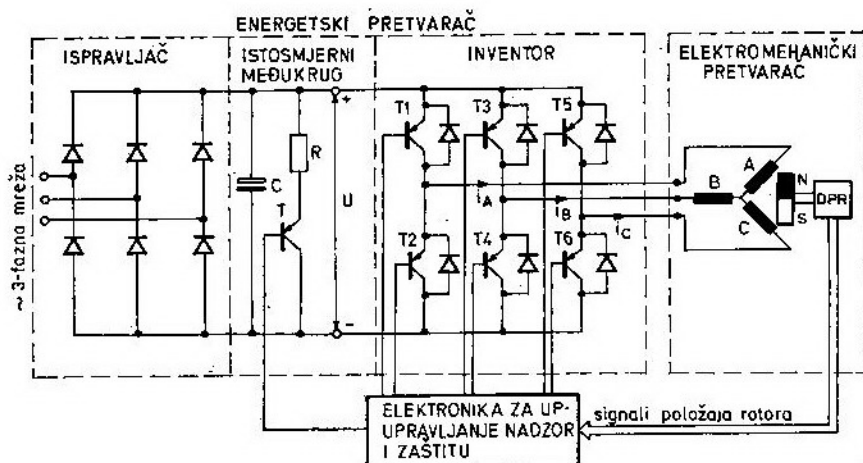 ENERGETSKI PRETVARAČ
ISPRAVLJAČ
ISTOSMJERNI
MEĐUKRUG
INVENTOR
ELEKTROMEHANIČKI
PRETVARAČ
~ 3-fazna mreža
C
R
T
+
U
-
T1
T3
T5
T2
T4
T6
iA
iB
iC
A
B
C
N
S
DPR
ELEKTRONIKA ZA UP-
UPRAVLJANJE NADZOR
I ZAŠTITU
signali položaja rotora